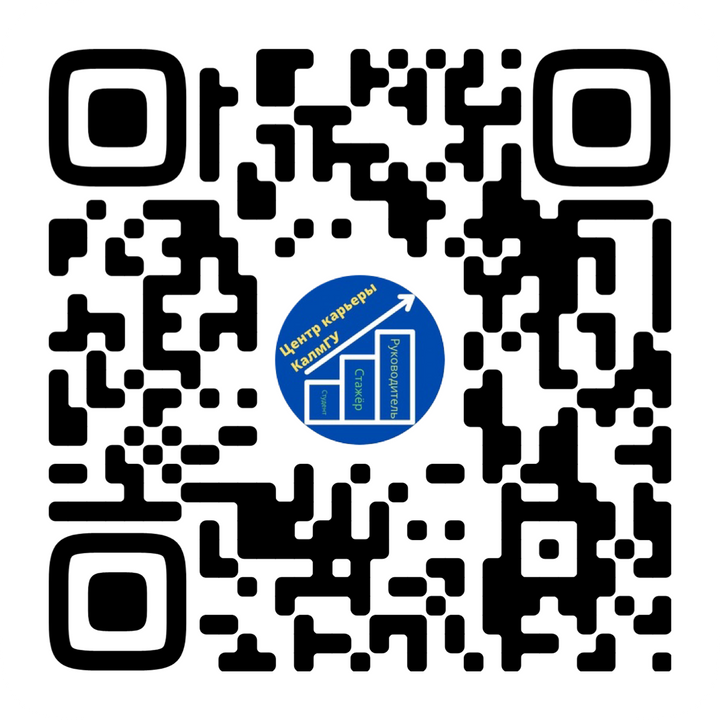 Центр карьеры
КалмГУ
Студент
Стажёр
Руководитель